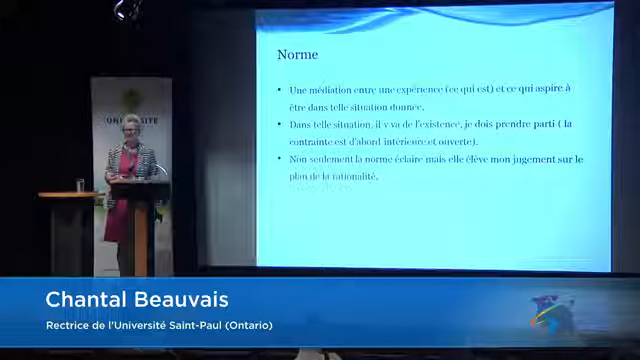 Norme
• Une médiation entre une expérience (ce qui est) et ce qui aspire à
être dans telle situation donnée.
• Dans telle situation, il y va de l'existence, je dois prendre parti ( la
contrainte est d'abord intérieure et ouverte).
• Non seulement la norme éclaire mais elle élève mon jugement sur le
plan de la rationalité.
UNIVERSITÉ
Chantal Beauvais
Rectrice de l'Université Saint-Paul (Ontario)